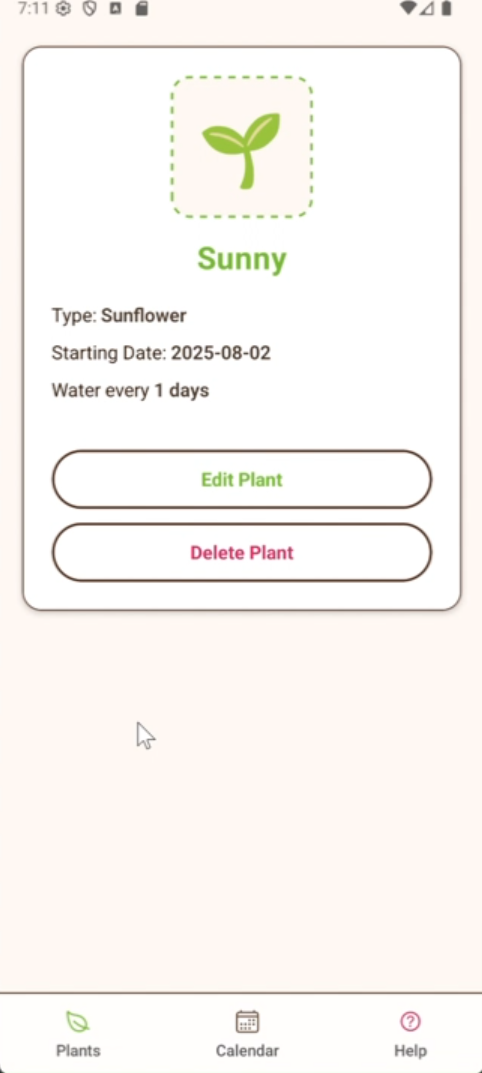 7:11
Sunny
Type: Sunflower
Starting Date: 2025-08-02
Water every 1 days
Edit Plant
Delete Plant
Plants
Calendar
Help